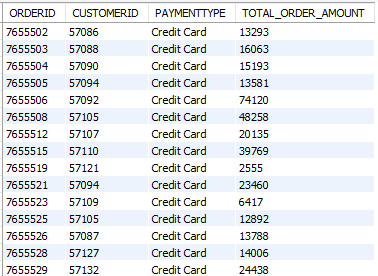 ORDERID CUSTOMERID PAYMENTTYPE TOTAL_ORDER_AMOUNT
7655502 57086 Credit Card 13293
7655503 57088 Credit Card 16063
7655504 57090 Credit Card 15193
7655505 57094 Credit Card 13581
7655506 57092 Credit Card 74120
7655508 57105 Credit Card 48258
7655512 57107 Credit Card 20135
7655515 57110 Credit Card 39769
7655519 57121 Credit Card 2555
7655521 57094 Credit Card 23460
7655523 57109 Credit Card 6417
7655525 57105 Credit Card 12892
7655526 57087 Credit Card 13788
7655528 57127 Credit Card 14006
7655529 57132 Credit Card 24438